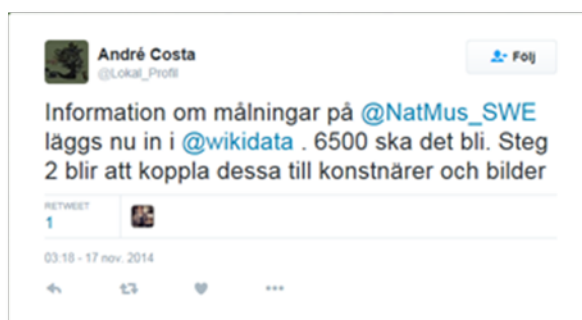 André Costa
@Lokal_Profil
Följ
Information om målningar på @NatMus_SWE
läggs nu in i @wikidata . 6500 ska det bli. Steg
2 blir att koppla dessa till konstnärer och bilder
RETWEET
1
03:18 - 17 nov. 2014